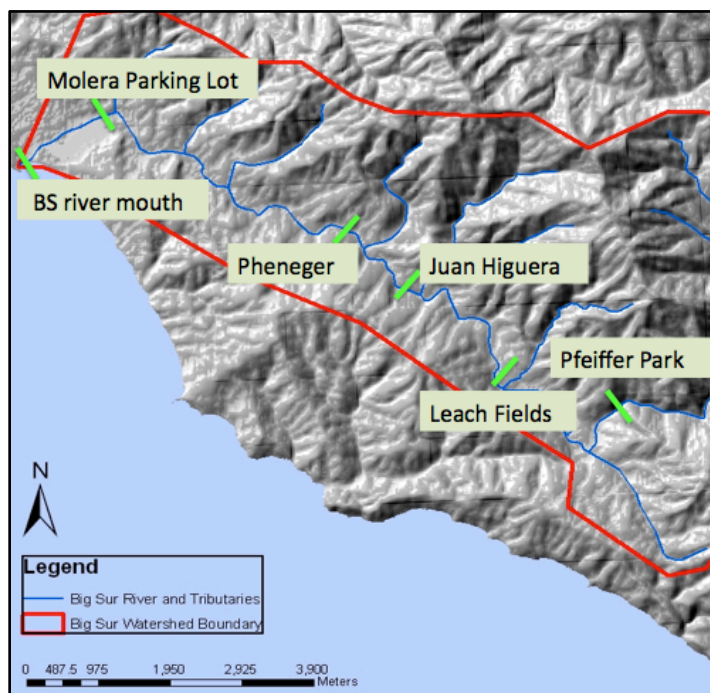 Molera Parking Lot
BS river mouth
Pheneger
Juan Higuera
Pfeiffer Park
Leach Fields
N
Legend
Big Sur River and Tributaries
Big Sur Watershed Boundary
0 487.5 975 1,950 2,925 3,900
Meters